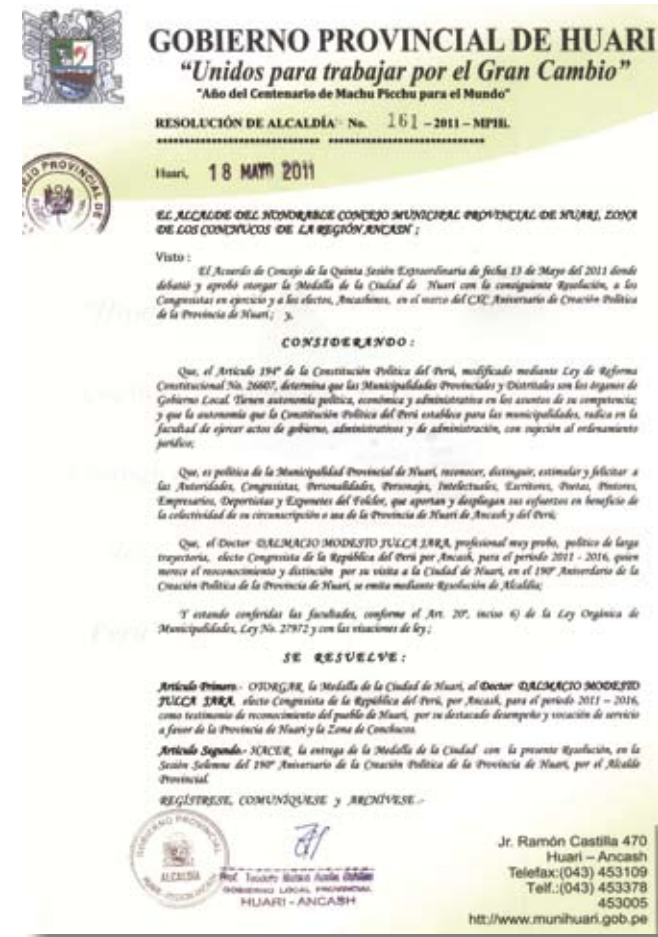 GOBIERNO PROVINCIAL DE HUARI
"Unidos para trabajar por el Gran Cambio"
"Año del Centenario de Machu Picchu para el Mundo"
RESOLUCIÓN DE ALCALDÍA No. 161 – 2011 – MPHi.
Huari, 18 MAYO 2011
EL ALCALDE DEL HONORABLE CONCEJO MUNICIPAL PROVINCIAL DE HUARI, ZONA
DE LOS CONCHUCOS DE LA REGIÓN ANCASH ;
Visto :
El Acuerdo de Concejo de la Quinta Sesión Extraordinaria de fecha 13 de Mayo del 2011 donde
debatió y aprobó otorgar la Medalla de la Ciudad de Huari con la consiguiente Resolución, a los
Congresistas en ejercicio y a los electos, Ancashinos, en el marco del CXC Aniversario de Creación Política
de la Provincia de Huari ; y,
CONSIDERANDO :
Que, el Artículo 194° de la Constitución Política del Perú, modificado mediante Ley de Reforma
Constitucional No. 26607, determina que las Municipalidades Provinciales y Distritales son los órganos de
Gobierno Local. Tienen autonomía política, económica y administrativa en los asuntos de su competencia;
y que la autonomía que la Constitución Política del Perú establece para las municipalidades, radica en la
facultad de ejercer actos de gobierno, administrativos y de administración, con sujeción al ordenamiento
jurídico;
Que, es política de la Municipalidad Provincial de Huari, reconocer, distinguir, estimular y felicitar a
las Autoridades, Congresistas, Personalidades, Personajes, Intelectuales, Escritores, Poetas, Pintores,
Empresarios, Deportistas y Exponetes del Folclor, que aportan y despliegan sus esfuerzos en beneficio de
la colectividad de su circunscripción o sea de la Provincia de Huari de Ancash y del Perú;
Que, el Doctor DALMACIO MODESTO JULCA JARA, profesional muy probo, político de larga
trayectoria, electo Congresista de la República del Perú por Ancash, para el período 2011 - 2016, quien
merece el reconocimiento y distinción por su visita a la Ciudad de Huari, en el 190° Aniverdario de la
Creación Política de la Provincia de Huari, se emita mediante Resolución de Alcaldía;
Y estando conferidas las facultades, conforme el Art. 20°, inciso 6) de la Ley Orgánica de
Municipalidades, Ley No. 27972 y con las visaciones de ley ;
SE RESUELVE :
Artículo Primero.- OTORGAR, la Medalla de la Ciudad de Huari, al Doctor DALMACIO MODESTO
JULCA JARA, electo Congresista de la República del Perú, por Ancash, para el período 2011 – 2016,
como testimonio de reconocimiento del pueblo de Huari, por su destacado desempeño y vocación de servicio
a favor de la Provincia de Huari y la Zona de Conchucos.
Artículo Segundo.- HACER, la entrega de la Medalla de la Ciudad con la presente Resolución, en la
Sesión Solemne del 190° Aniversario de la Creación Política de la Provincia de Huari, por el Alcalde
Provincial.
REGÍSTRESE, COMUNÍQUESE y ARCHÍVESE.-
ALCALDIA
GOBIERNO LOCAL PROVINCIAL
HUARI - ANCASH
Jr. Ramón Castilla 470
Huari – Ancash
Telefax:(043) 453109
Telf.:(043) 453378
453005
htt://www.munihuari.gob.pe